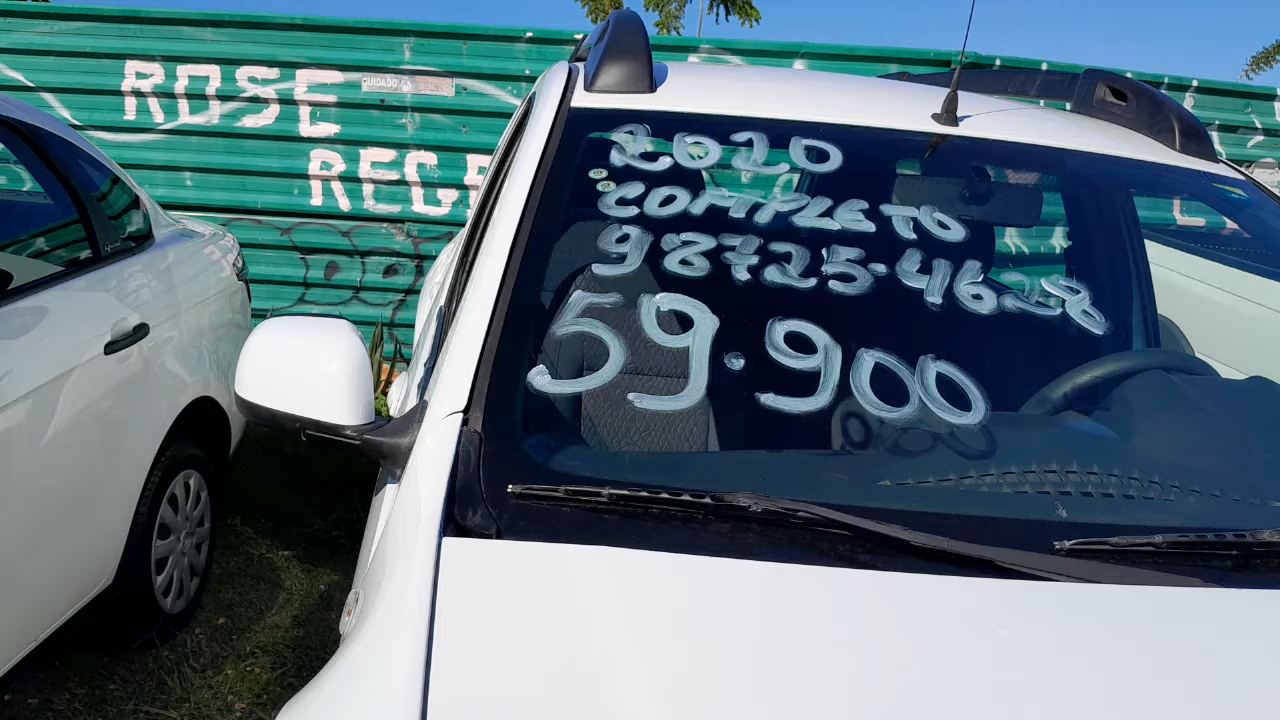 ROSE
CUIDADO
REGE
2020
COMPLETO
98725-4628
59.900